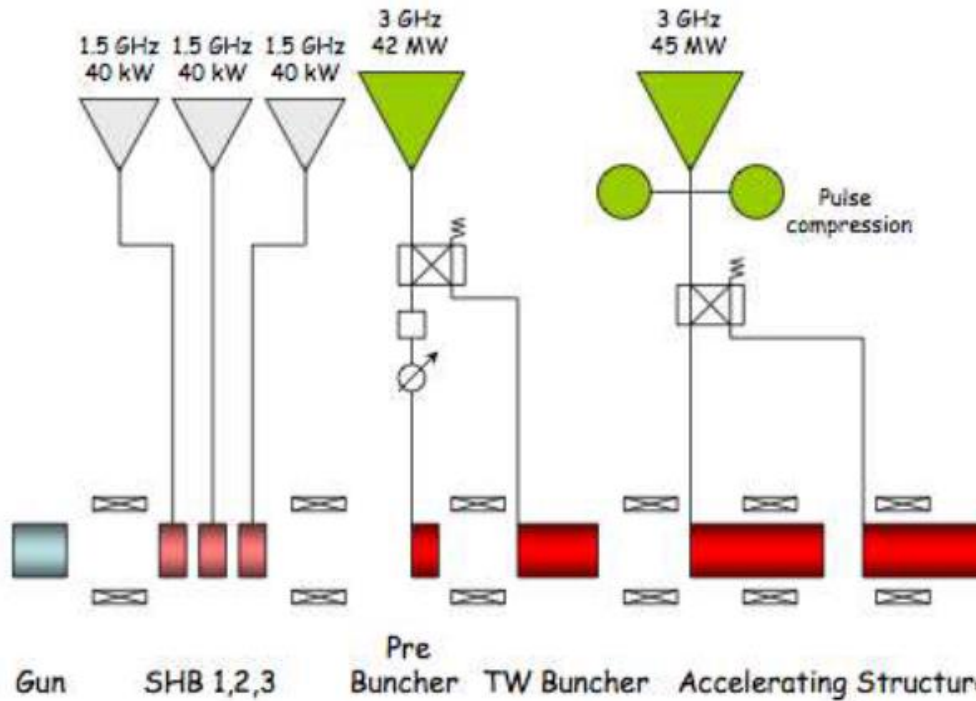 1.5 GHz 1.5 GHz 1.5 GHz
40 kW 40 kW 40 kW
3 GHz
42 MW
3 GHz
45 MW
Pulse
compression
Gun
SHB 1,2,3
Pre
Buncher
TW Buncher
Accelerating Structure